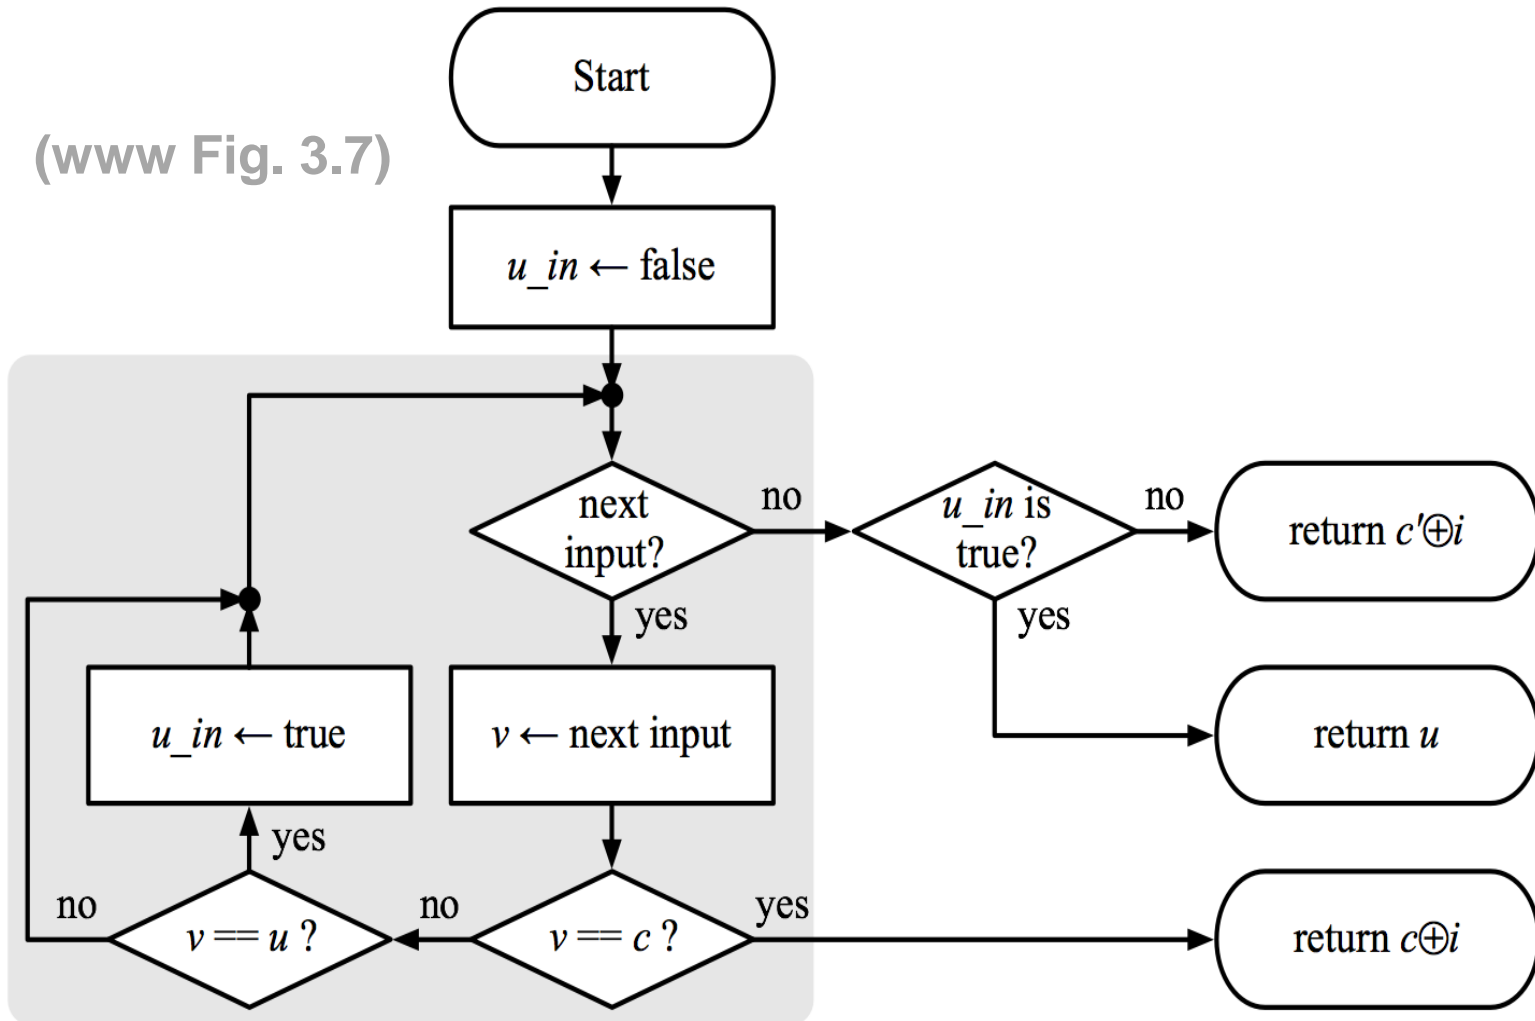 Start
(www Fig. 3.7)
u_in ← false
next
input?
no
u_in is
true?
no
return c'⊕i
yes
yes
u_in ← true
v ← next input
return u
yes
no
v == u ?
no
v == c ?
yes
return c⊕i